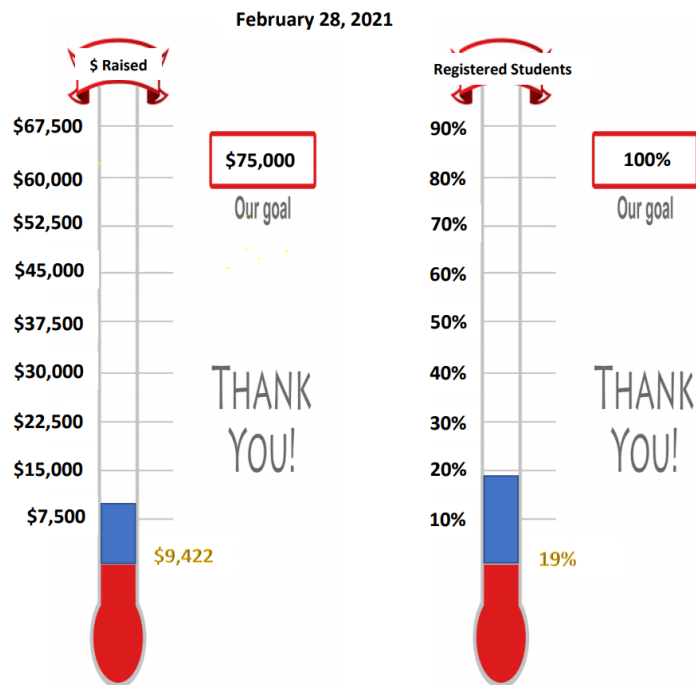 February 28, 2021
$ Raised
$67,500
$60,000
$52,500
$45,000
$37,500
$30,000
$22,500
$15,000
$7,500
$75,000
Our goal
THANK
YOU!
$9,422
Registered Students
90%
80%
70%
60%
50%
40%
30%
20%
10%
100%
Our goal
THANK
YOU!
19%